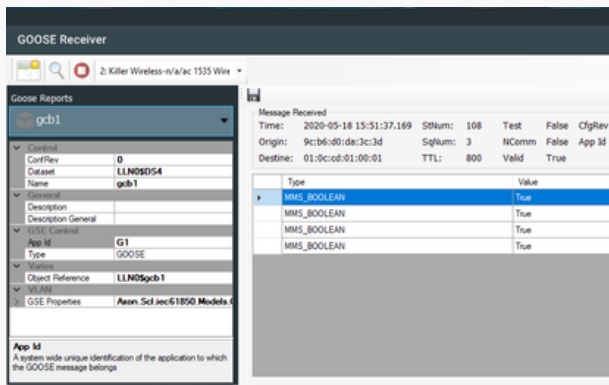 GOOSE Receiver
2: Killer Wireless-n/a/ac 1535 Wire
Goose Reports
gcb1
Control
ConfRev 0
Dataset LLN0$DS4
Name gcb1
General
Description
Description General
GSE Control
App Id G1
Type GOOSE
Varios
Object Reference LLN0$gcb1
VLAN
GSE Properties Axon.Scl.iec61850.Models.G
App Id
A system wide unique identification of the application to which
the GOOSE message belongs
Message Received
Time: 2020-05-18 15:51:37.169 StNum: 108 Test False CfgRev
Origin: 9c:b6:d0:da:3c:3d SqNum: 3 NComm False App Id
Destine: 01:0c:cd:01:00:01 TTL: 800 Valid True
Type Value
MMS_BOOLEAN True
MMS_BOOLEAN True
MMS_BOOLEAN True
MMS_BOOLEAN True